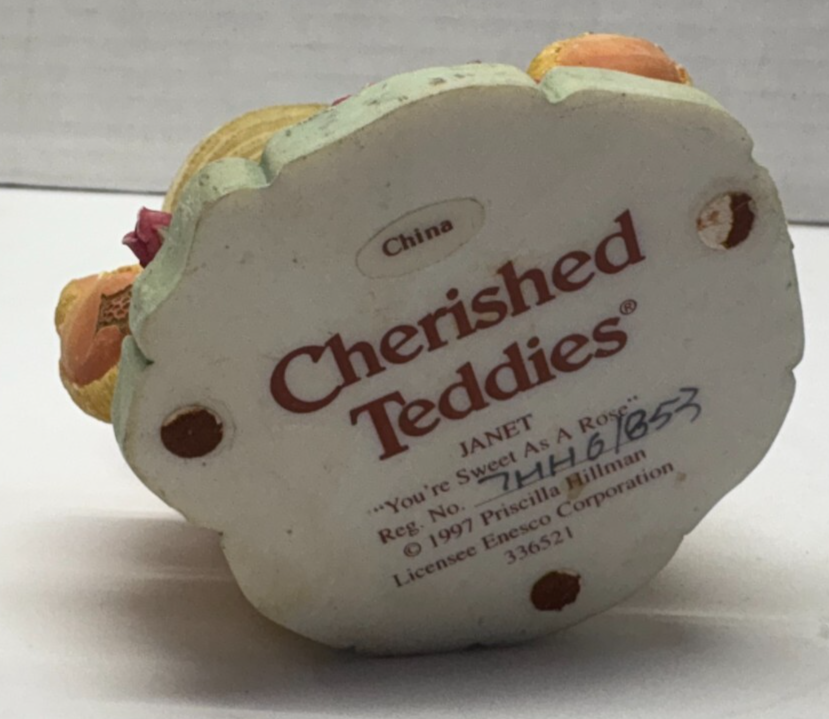 China
Cherished
Teddies®
JANET
"You're Sweet As A Rose"
Reg. No. 7HH6/853
© 1997 Priscilla Hillman
Licensee Enesco Corporation
336521